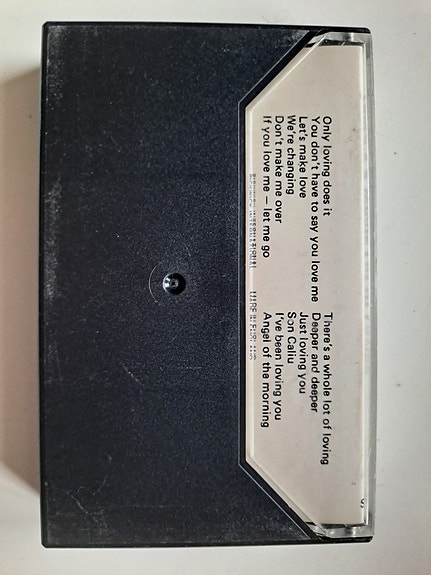 Only loving does it
You don't have to say you love me
Let's make love
We're changing
Don't make me over
If you love me — let me go
There's a whole lot of loving
Deeper and deeper
Just loving you
Son Caliu
I've been loving you
Angel of the morning